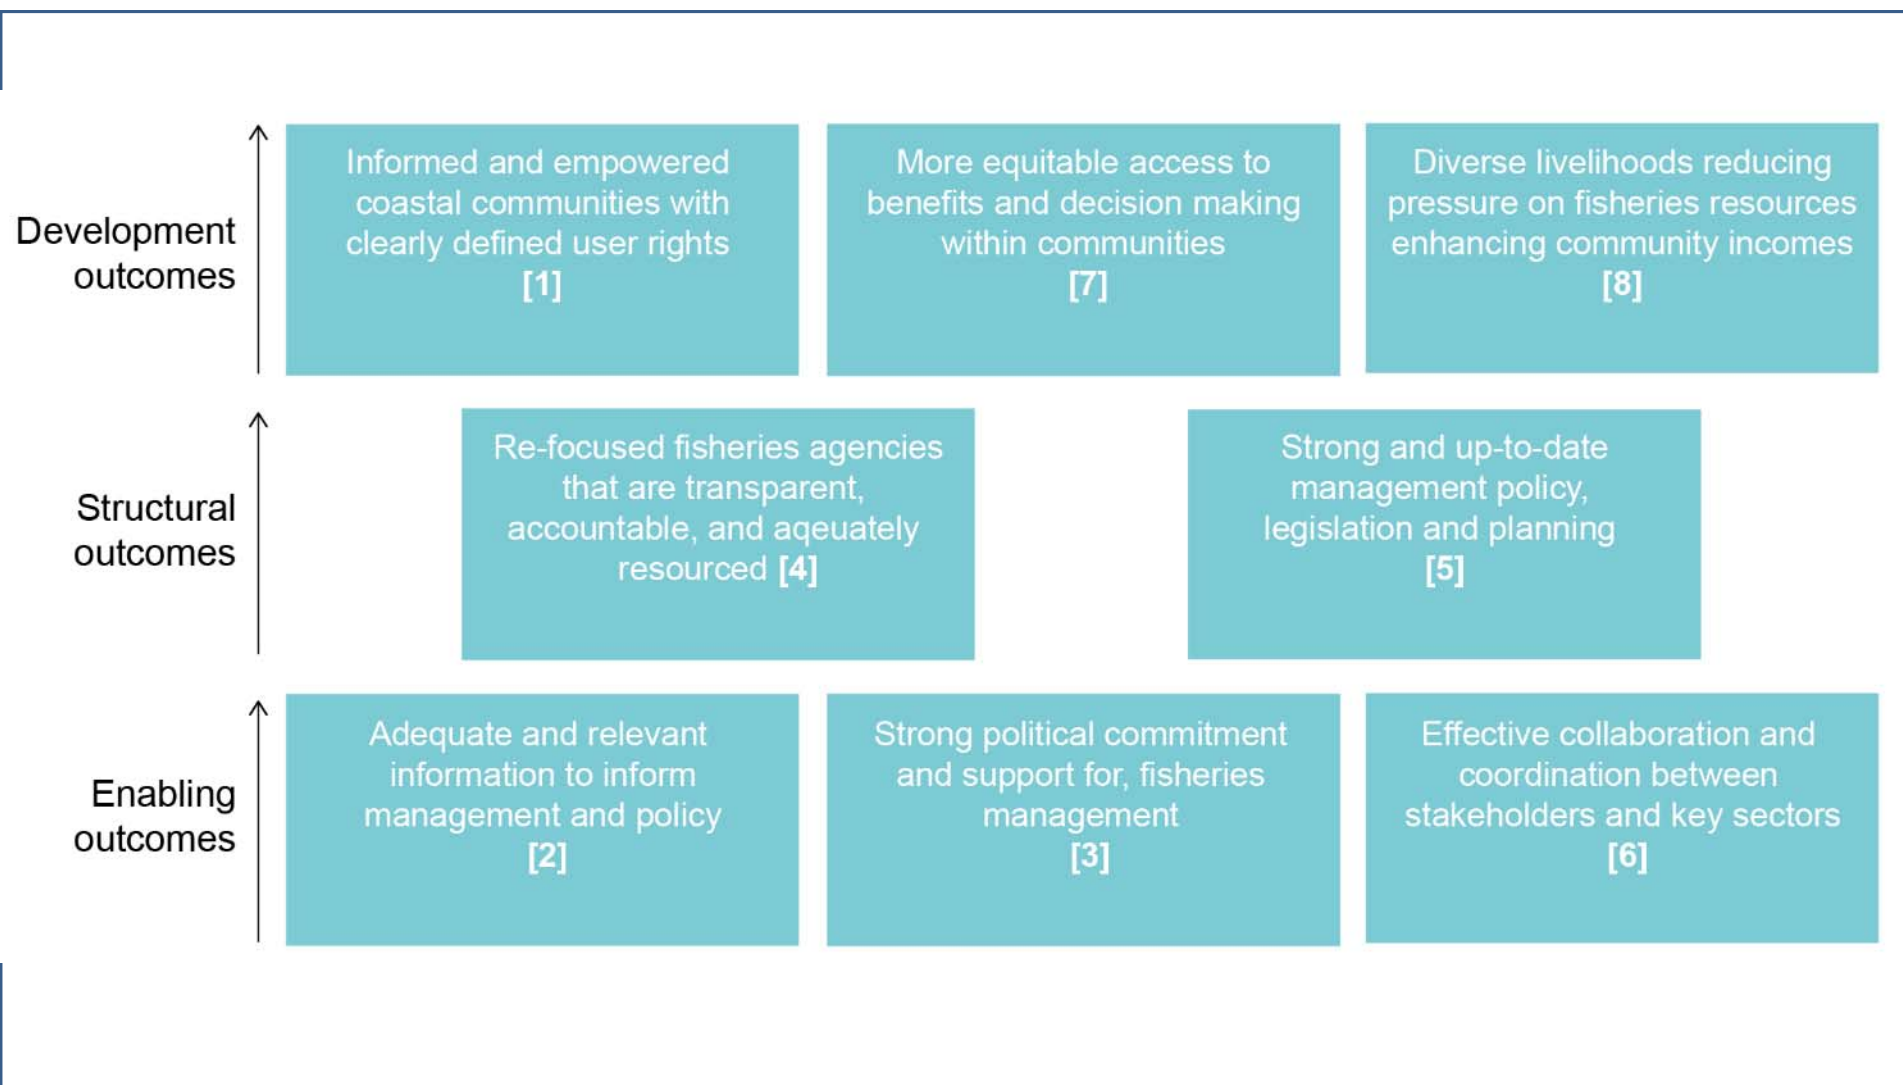 Development
outcomes
Informed and empowered
coastal communities with
clearly defined user rights
[1]
More equitable access to
benefits and decision making
within communities
[7]
Diverse livelihoods reducing
pressure on fisheries resources
enhancing community incomes
[8]
Structural
outcomes
Re-focused fisheries agencies
that are transparent,
accountable, and aqeuately
resourced [4]
Strong and up-to-date
management policy,
legislation and planning
[5]
Enabling
outcomes
Adequate and relevant
information to inform
management and policy
[2]
Strong political commitment
and support for, fisheries
management
[3]
Effective collaboration and
coordination between
stakeholders and key sectors
[6]